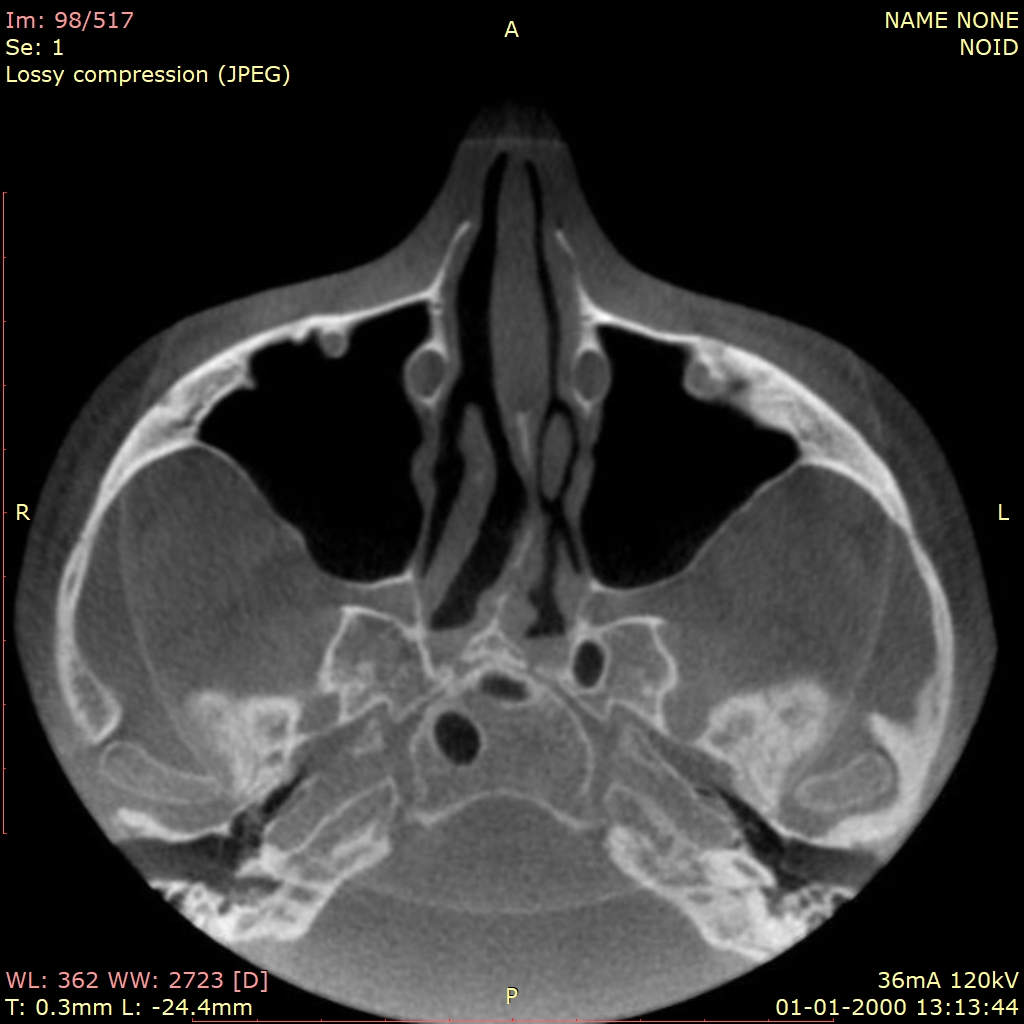 Im: 98/517
Se: 1
Lossy compression (JPEG)
A
NAME NONE
NOID
R
L
WL: 362 WW: 2723 [D]
T: 0.3mm L: -24.4mm
P
36mA 120kV
01-01-2000 13:13:44